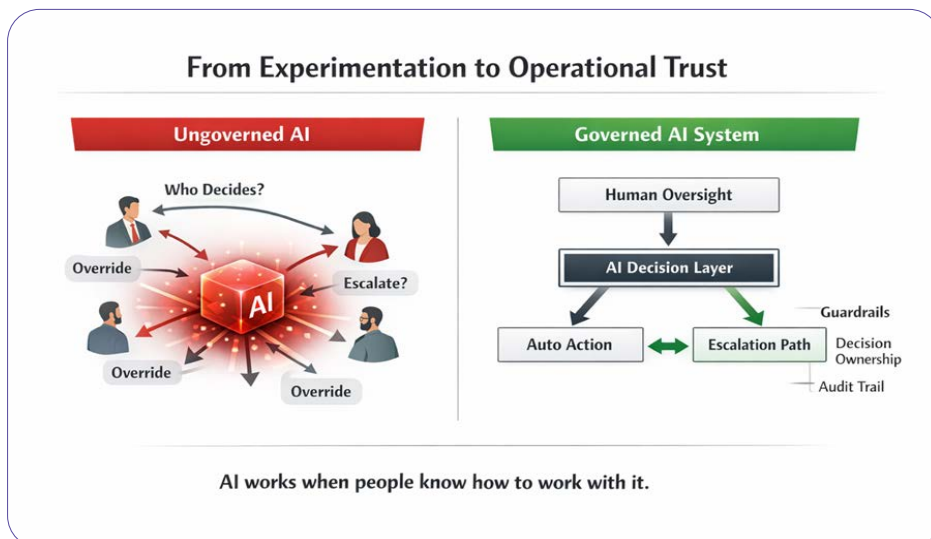 From Experimentation to Operational Trust
Ungoverned AI
Who Decides?
Override
AI
Escalate?
Override
Override
Governed AI System
Human Oversight
AI Decision Layer
Auto Action
Escalation Path
Guardrails
Decision
Ownership
Audit Trail
AI works when people know how to work with it.